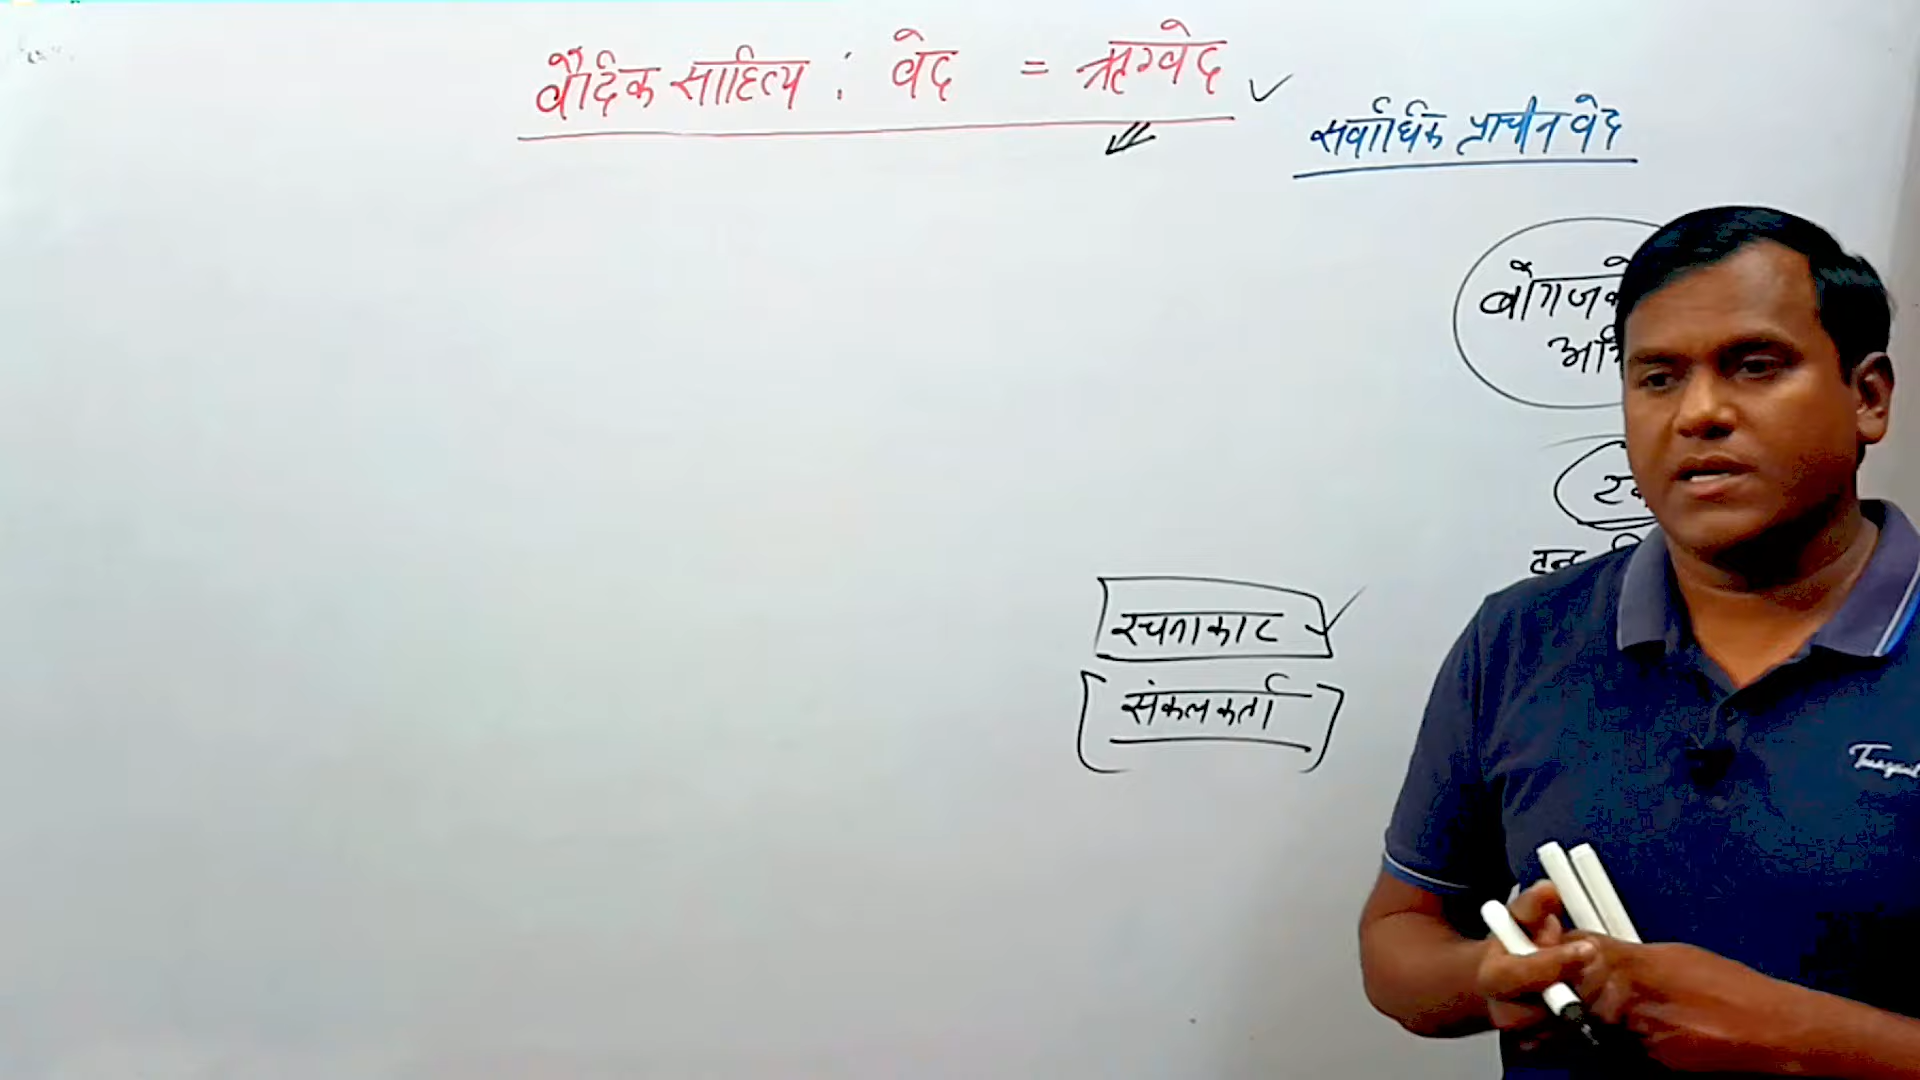 वैदिक साहित्य : वेद = ऋग्वेद
सर्वाधिक प्राचीन वेद
रचनाकार
संकलकर्ता